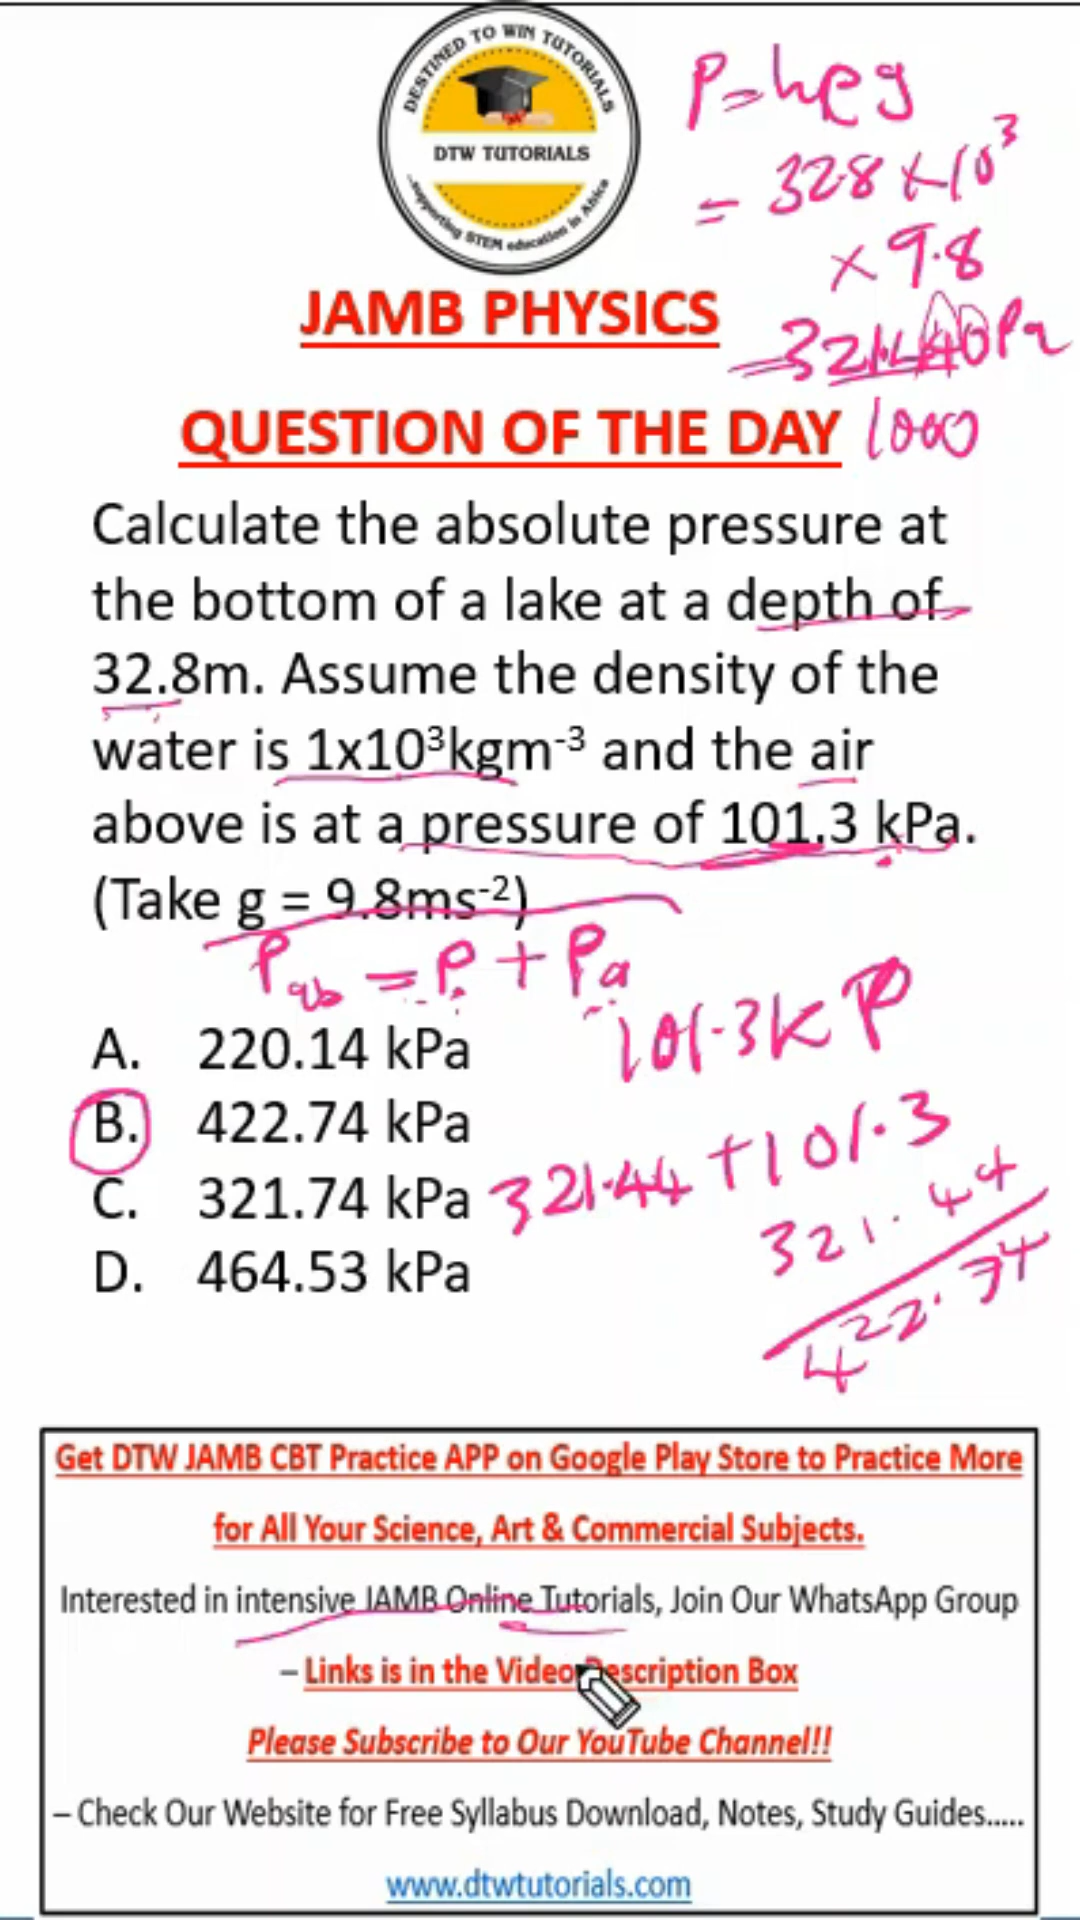 DESTINED TO WIN TUTORIALS
DTW TUTORIALS
...supporting STEM education in Africa
P=hρg
= 32.8 x 10³
x 9.8
=321440Pa
1000
JAMB PHYSICS
QUESTION OF THE DAY
Calculate the absolute pressure at
the bottom of a lake at a depth of
32.8m. Assume the density of the
water is 1x10³kgm⁻³ and the air
above is at a pressure of 101.3 kPa.
(Take g = 9.8ms⁻²)
Pab = P + Pa
101.3k P
A. 220.14 kPa
B. 422.74 kPa
C. 321.74 kPa
D. 464.53 kPa
321.44 + 101.3
321.44
422.74
Get DTW JAMB CBT Practice APP on Google Play Store to Practice More
for All Your Science, Art & Commercial Subjects.
Interested in intensive JAMB Online Tutorials, Join Our WhatsApp Group
– Links is in the Video Description Box
Please Subscribe to Our YouTube Channel!!
– Check Our Website for Free Syllabus Download, Notes, Study Guides.....
www.dtwtutorials.com